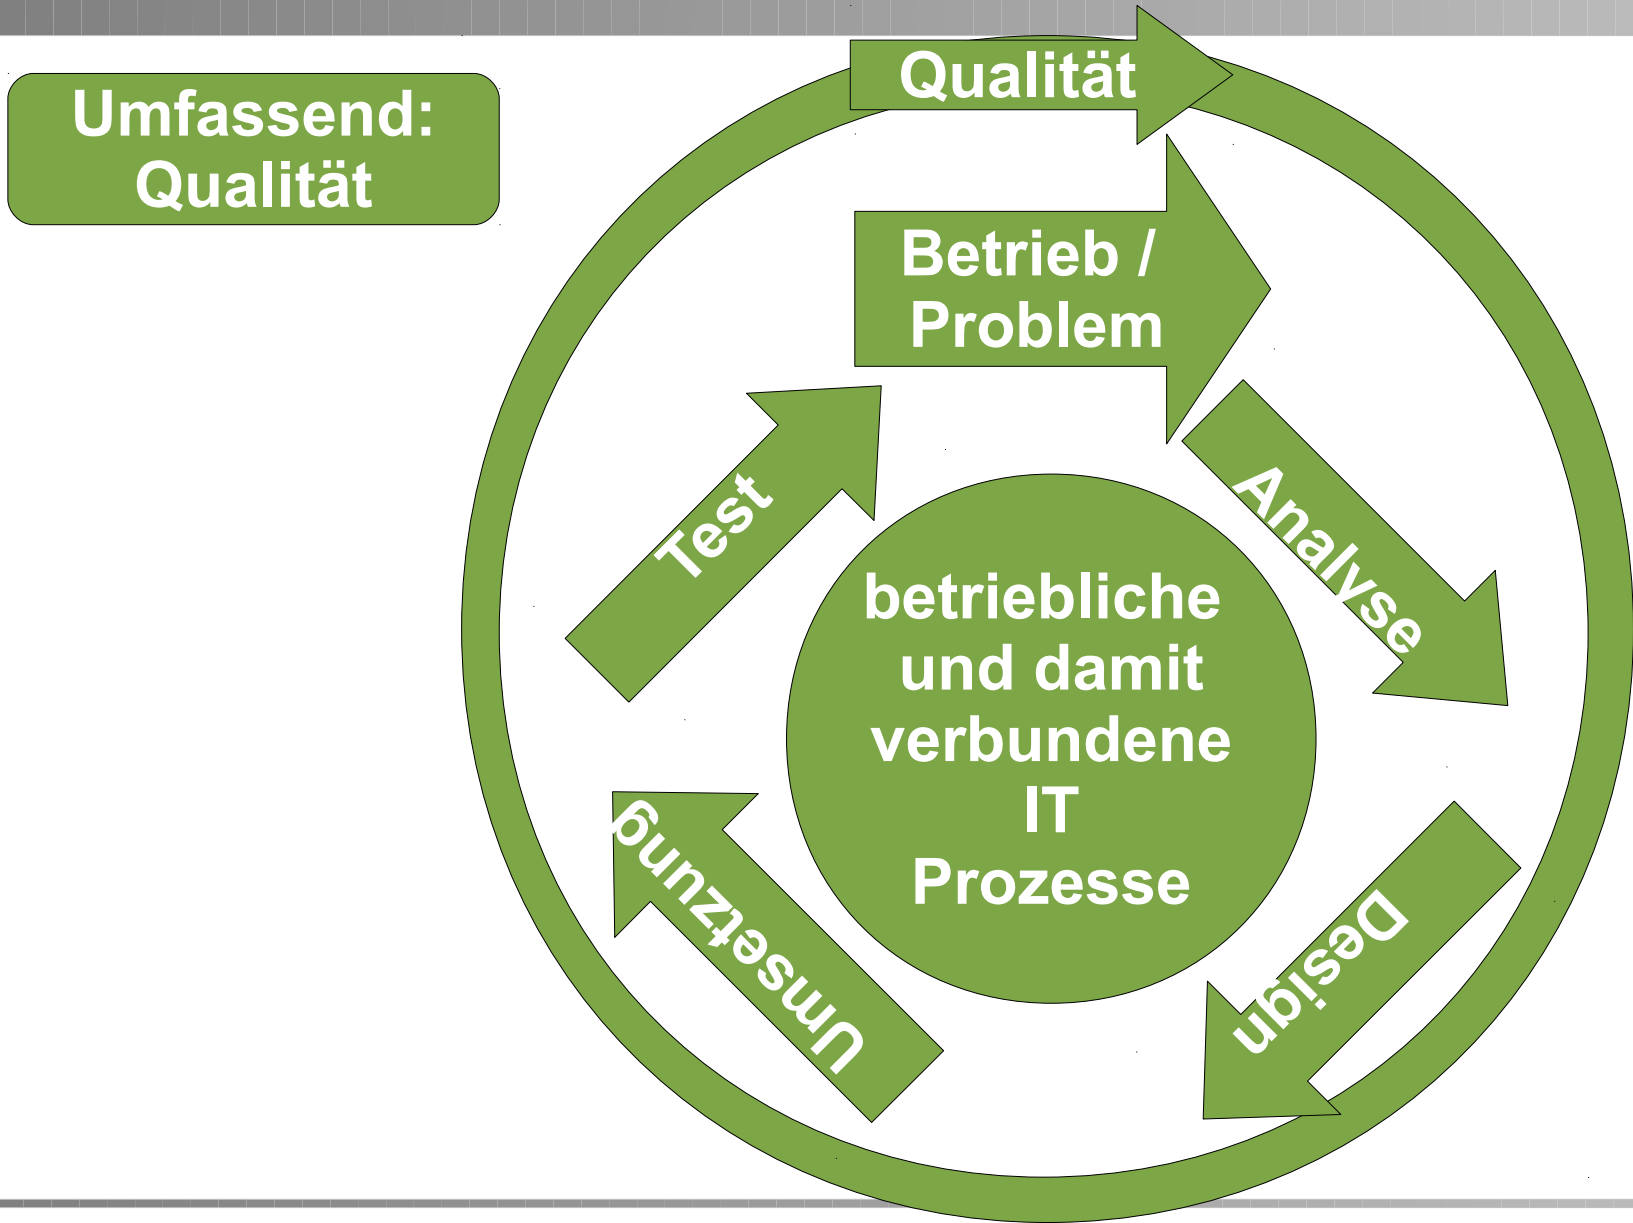 Umfassend:
Qualität
Qualität
Betrieb /
Problem
Analyse
Design
Umsetzung
Test
betriebliche
und damit
verbundene
IT
Prozesse